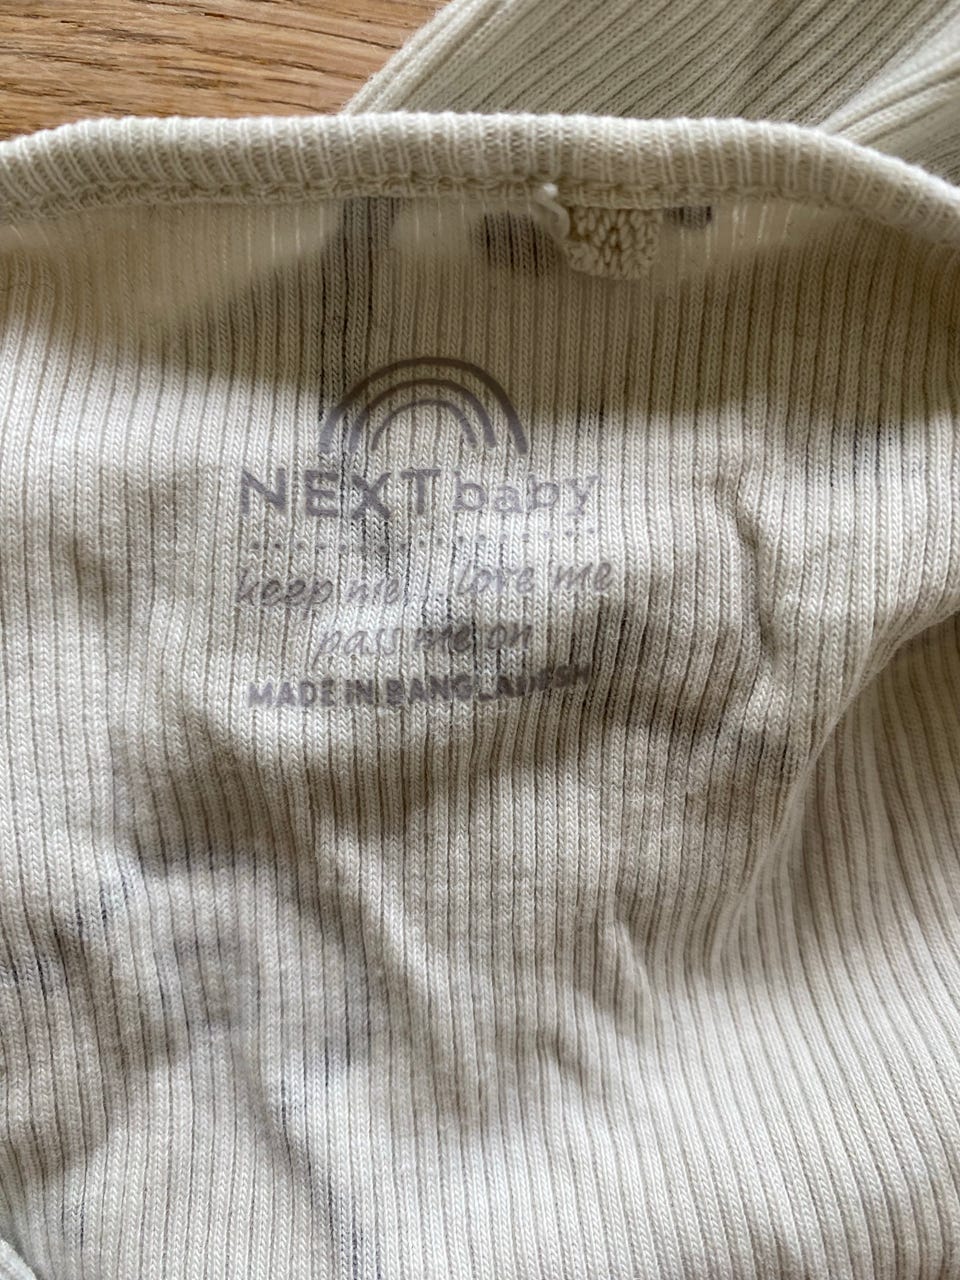 NEXT baby
keep me... love me
pass me on
MADE IN BANGLADESH